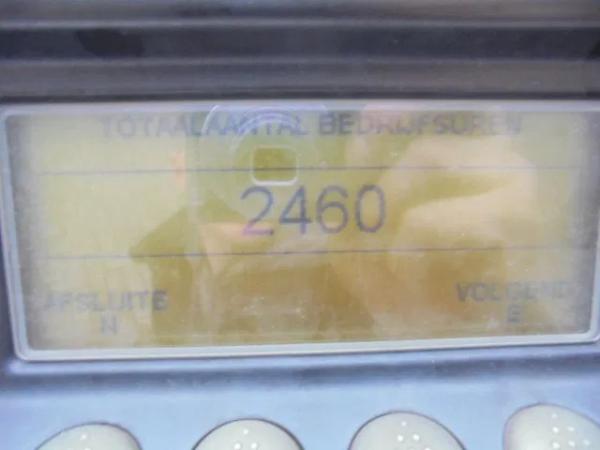 TOTAALAANTAL BEDRIJFSUREN
2460
AFSLUITE VOLGEND
N E